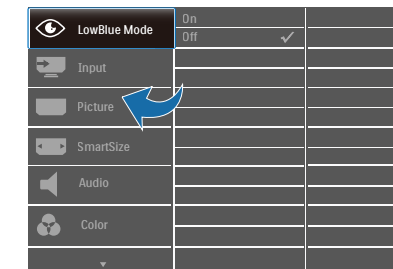 LowBlue Mode
On
Off
Input
Picture
SmartSize
Audio
Color